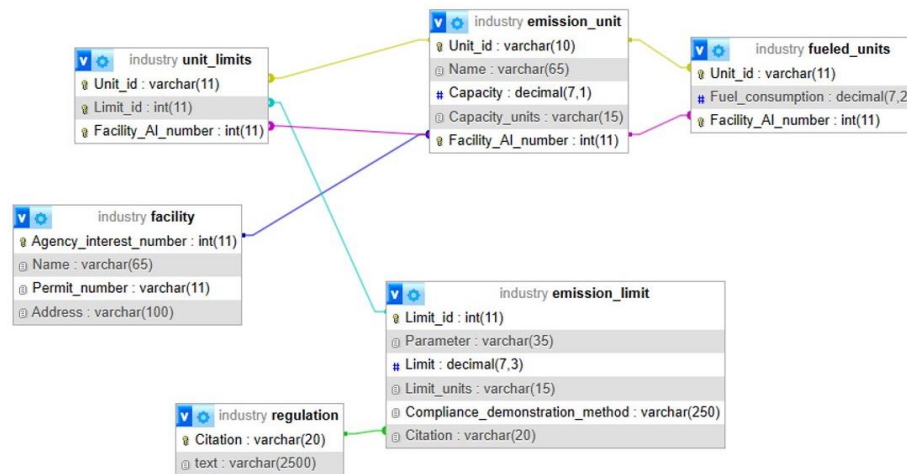 v industry unit_limits
Unit_id : varchar(11)
Limit_id : int(11)
Facility_AI_number : int(11)
v industry emission_unit
Unit_id : varchar(10)
Name : varchar(65)
# Capacity : decimal(7,1)
Capacity_units : varchar(15)
Facility_AI_number : int(11)
v industry fueled_units
Unit_id : varchar(11)
# Fuel_consumption : decimal(7,2
Facility_AI_number : int(11)
v industry facility
Agency_interest_number : int(11)
Name : varchar(65)
Permit_number : varchar(11)
Address : varchar(100)
v industry emission_limit
Limit_id : int(11)
Parameter : varchar(35)
# Limit : decimal(7,3)
Limit_units : varchar(15)
Compliance_demonstration_method : varchar(250)
Citation : varchar(20)
v industry regulation
Citation : varchar(20)
text : varchar(2500)